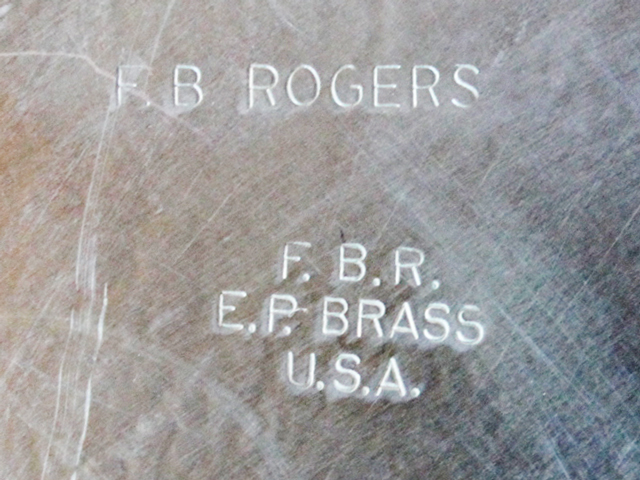 F. B ROGERS
F. B. R.
E.P. BRASS
U.S.A.